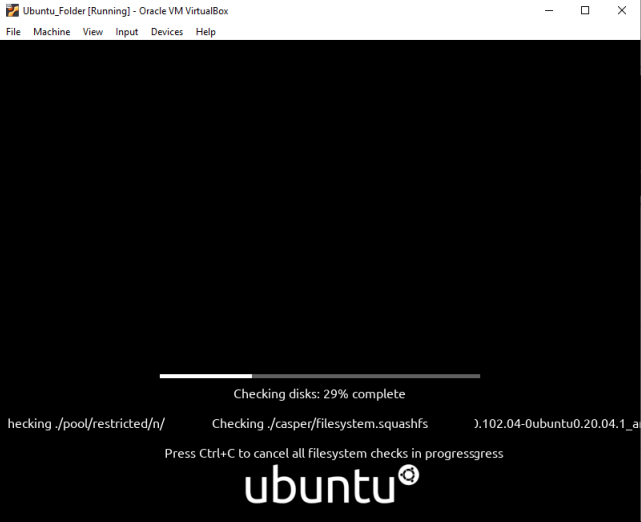 Ubuntu_Folder [Running] - Oracle VM VirtualBox
File Machine View Input Devices Help
Checking disks: 29% complete
hecking ./pool/restricted/n/ Checking ./casper/filesystem.squashfs 0.102.04-0ubuntu0.20.04.1_a
Press Ctrl+C to cancel all filesystem checks in progressgress
ubuntu